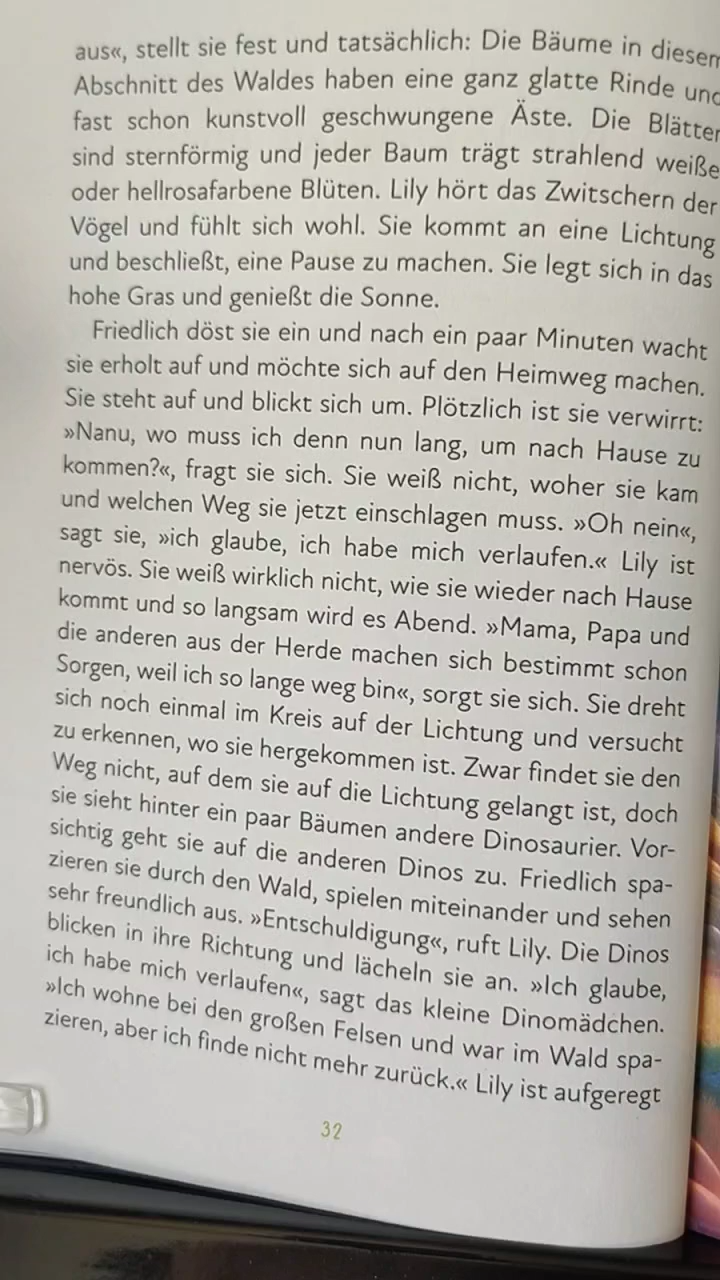 aus«, stellt sie fest und tatsächlich: Die Bäume in diesem
Abschnitt des Waldes haben eine ganz glatte Rinde und
fast schon kunstvoll geschwungene Äste. Die Blätter
sind sternförmig und jeder Baum trägt strahlend weiße
oder hellrosafarbene Blüten. Lily hört das Zwitschern der
Vögel und fühlt sich wohl. Sie kommt an eine Lichtung
und beschließt, eine Pause zu machen. Sie legt sich in das
hohe Gras und genießt die Sonne.
Friedlich döst sie ein und nach ein paar Minuten wacht
sie erholt auf und möchte sich auf den Heimweg machen.
Sie steht auf und blickt sich um. Plötzlich ist sie verwirrt:
»Nanu, wo muss ich denn nun lang, um nach Hause zu
kommen?«, fragt sie sich. Sie weiß nicht, woher sie kam
und welchen Weg sie jetzt einschlagen muss. »Oh nein«,
sagt sie, »ich glaube, ich habe mich verlaufen.« Lily ist
nervös. Sie weiß wirklich nicht, wie sie wieder nach Hause
kommt und so langsam wird es Abend. »Mama, Papa und
die anderen aus der Herde machen sich bestimmt schon
Sorgen, weil ich so lange weg bin«, sorgt sie sich. Sie dreht
sich noch einmal im Kreis auf der Lichtung und versucht
zu erkennen, wo sie hergekommen ist. Zwar findet sie den
Weg nicht, auf dem sie auf die Lichtung gelangt ist, doch
sie sieht hinter ein paar Bäumen andere Dinosaurier. Vor-
sichtig geht sie auf die anderen Dinos zu. Friedlich spa-
zieren sie durch den Wald, spielen miteinander und sehen
sehr freundlich aus. »Entschuldigung«, ruft Lily. Die Dinos
blicken in ihre Richtung und lächeln sie an. »Ich glaube,
ich habe mich verlaufen«, sagt das kleine Dinomädchen.
»Ich wohne bei den großen Felsen und war im Wald spa-
zieren, aber ich finde nicht mehr zurück.« Lily ist aufgeregt
32